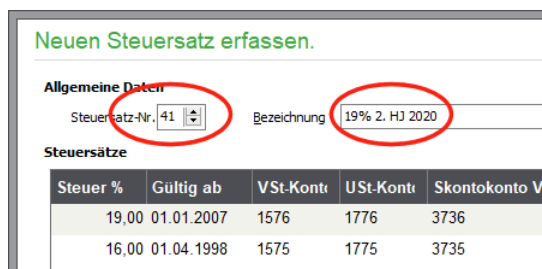 Neuen Steuersatz erfassen.
Allgemeine Daten
Steuersatz-Nr. 41 Bezeichnung 19% 2. HJ 2020
Steuersätze
Steuer % Gültig ab VSt-Konto USt-Konto Skontokonto V
19,00 01.01.2007 1576 1776 3736
16,00 01.04.1998 1575 1775 3735